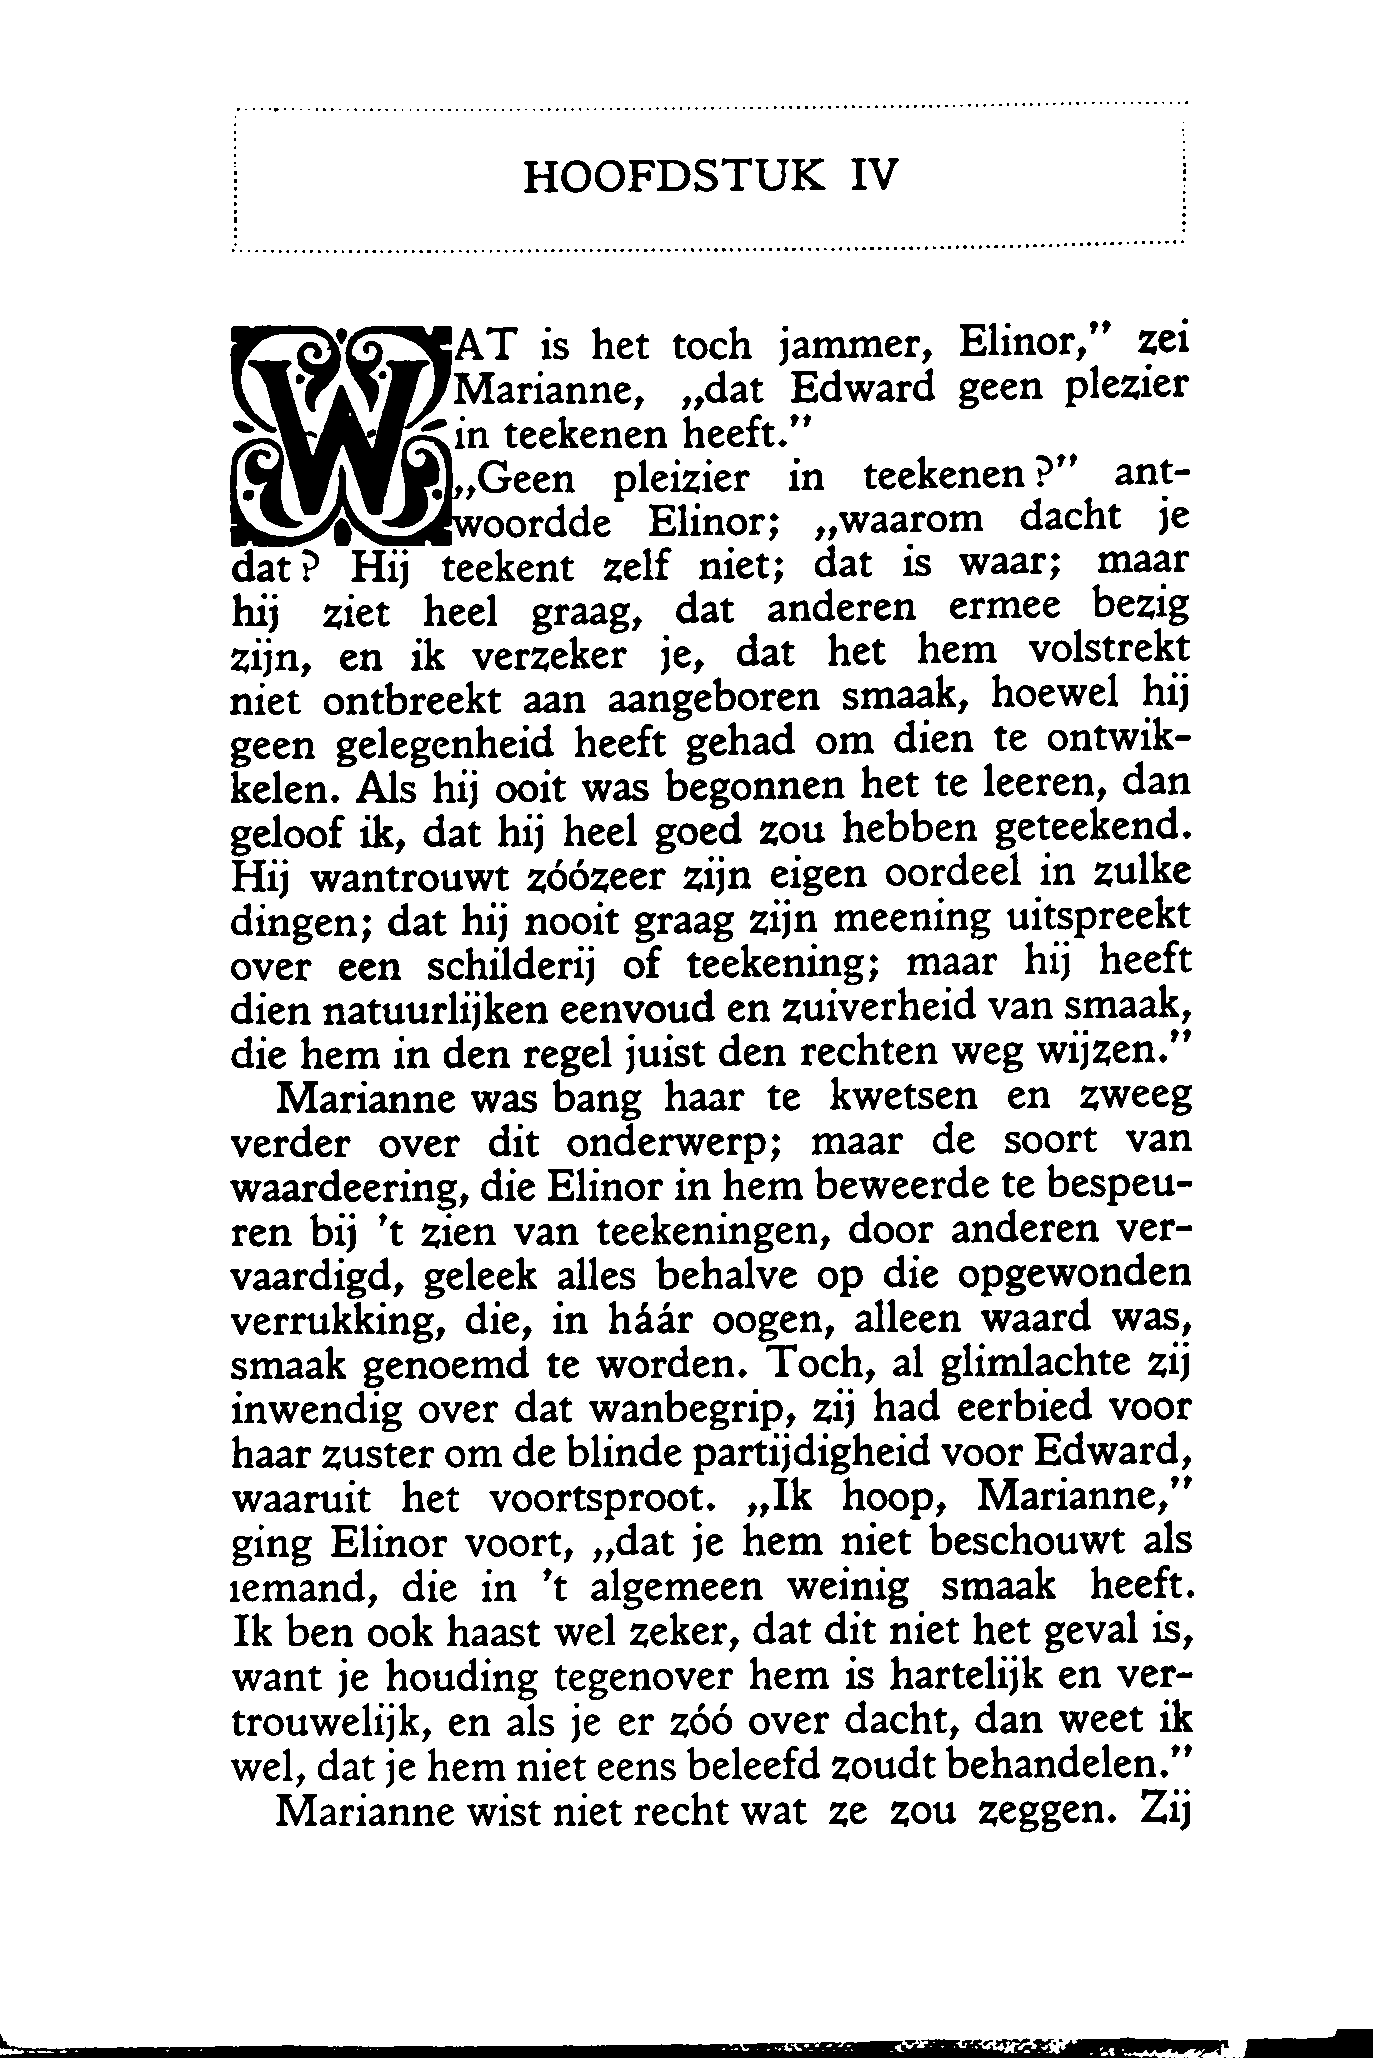 HOOFDSTUK IV
WAT is het toch jammer, Elinor,” zei
Marianne, „dat Edward geen plezier
in teekenen heeft.”
„Geen pleizier in teekenen?” ant-
woordde Elinor; „waarom dacht je
dat? Hij teekent zelf niet; dat is waar; maar
hij ziet heel graag, dat anderen ermee bezig
zijn, en ik verzeker je, dat het hem volstrekt
niet ontbreekt aan aangeboren smaak, hoewel hij
geen gelegenheid heeft gehad om dien te ontwik-
kelen. Als hij ooit was begonnen het te leeren, dan
geloof ik, dat hij heel goed zou hebben geteekend.
Hij wantrouwt zóózeer zijn eigen oordeel in zulke
dingen; dat hij nooit graag zijn meening uitspreekt
over een schilderij of teekening; maar hij heeft
dien natuurlijken eenvoud en zuiverheid van smaak,
die hem in den regel juist den rechten weg wijzen.”
Marianne was bang haar te kwetsen en zweeg
verder over dit onderwerp; maar de soort van
waardeering, die Elinor in hem beweerde te bespeu-
ren bij 't zien van teekeningen, door anderen ver-
vaardigd, geleek alles behalve op die opgewonden
verrukking, die, in háár oogen, alleen waard was,
smaak genoemd te worden. Toch, al glimlachte zij
inwendig over dat wanbegrip, zij had eerbied voor
haar zuster om de blinde partijdigheid voor Edward,
waaruit het voortsproot. „Ik hoop, Marianne,”
ging Elinor voort, „dat je hem niet beschouwt als
iemand, die in 't algemeen weinig smaak heeft.
Ik ben ook haast wel zeker, dat dit niet het geval is,
want je houding tegenover hem is hartelijk en ver-
trouwelijk, en als je er zóó over dacht, dan weet ik
wel, dat je hem niet eens beleefd zoudt behandelen.”
Marianne wist niet recht wat ze zou zeggen. Zij